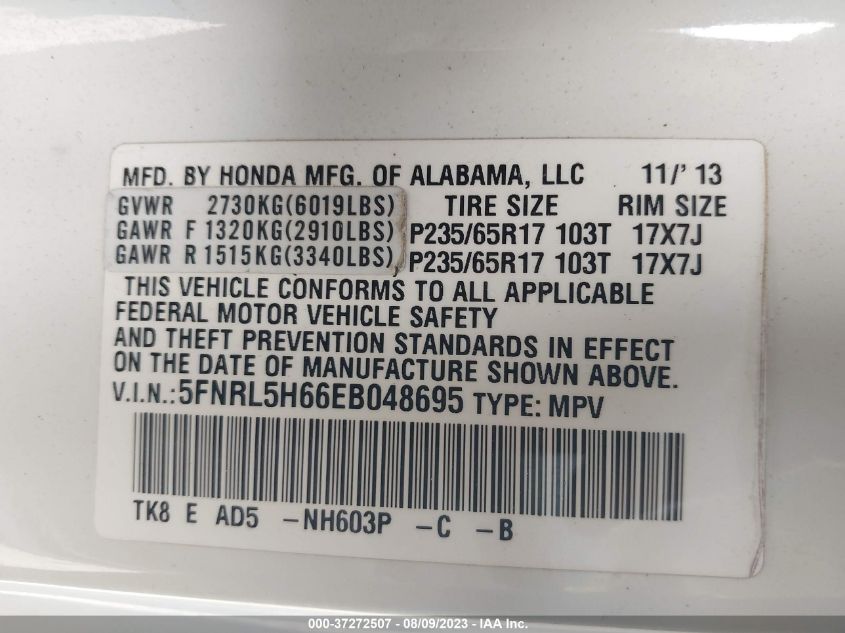 MFD. BY HONDA MFG. OF ALABAMA, LLC 11/' 13
GVWR 2730KG(6019LBS) TIRE SIZE RIM SIZE
GAWR F 1320KG(2910LBS) P235/65R17 103T 17X7J
GAWR R 1515KG(3340LBS) P235/65R17 103T 17X7J
THIS VEHICLE CONFORMS TO ALL APPLICABLE
FEDERAL MOTOR VEHICLE SAFETY
AND THEFT PREVENTION STANDARDS IN EFFECT
ON THE DATE OF MANUFACTURE SHOWN ABOVE.
V.I.N.:5FNRL5H66EB048695 TYPE: MPV
TK8 E AD5 -NH603P -C -B
000-37272507 - 08/09/2023 - Copyright © 2023 IAA, Inc.